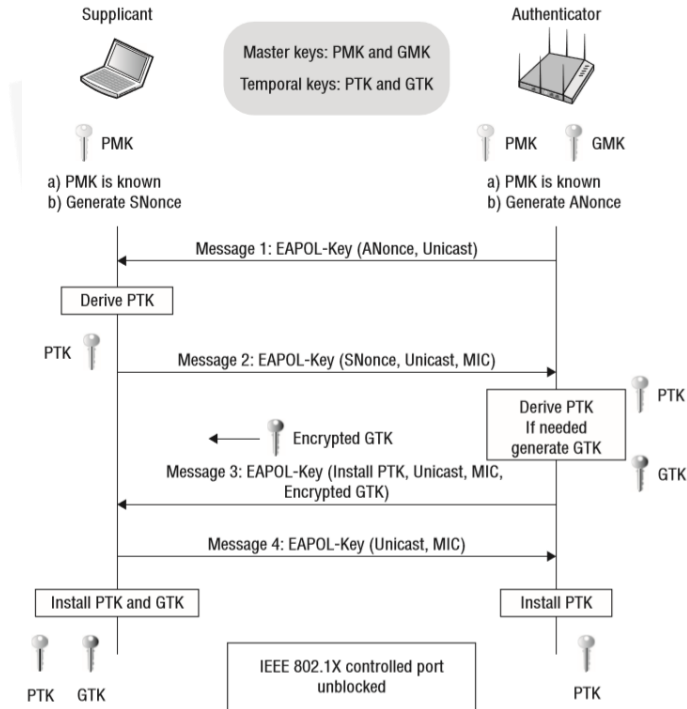 Supplicant
Authenticator
Master keys: PMK and GMK
Temporal keys: PTK and GTK
PMK
PMK
GMK
a) PMK is known
b) Generate SNonce
a) PMK is known
b) Generate ANonce
Message 1: EAPOL-Key (ANonce, Unicast)
Derive PTK
PTK
Message 2: EAPOL-Key (SNonce, Unicast, MIC)
Derive PTK
If needed
generate GTK
PTK
Encrypted GTK
Message 3: EAPOL-Key (Install PTK, Unicast, MIC,
Encrypted GTK)
GTK
Message 4: EAPOL-Key (Unicast, MIC)
Install PTK and GTK
Install PTK
IEEE 802.1X controlled port
unblocked
PTK
GTK
PTK